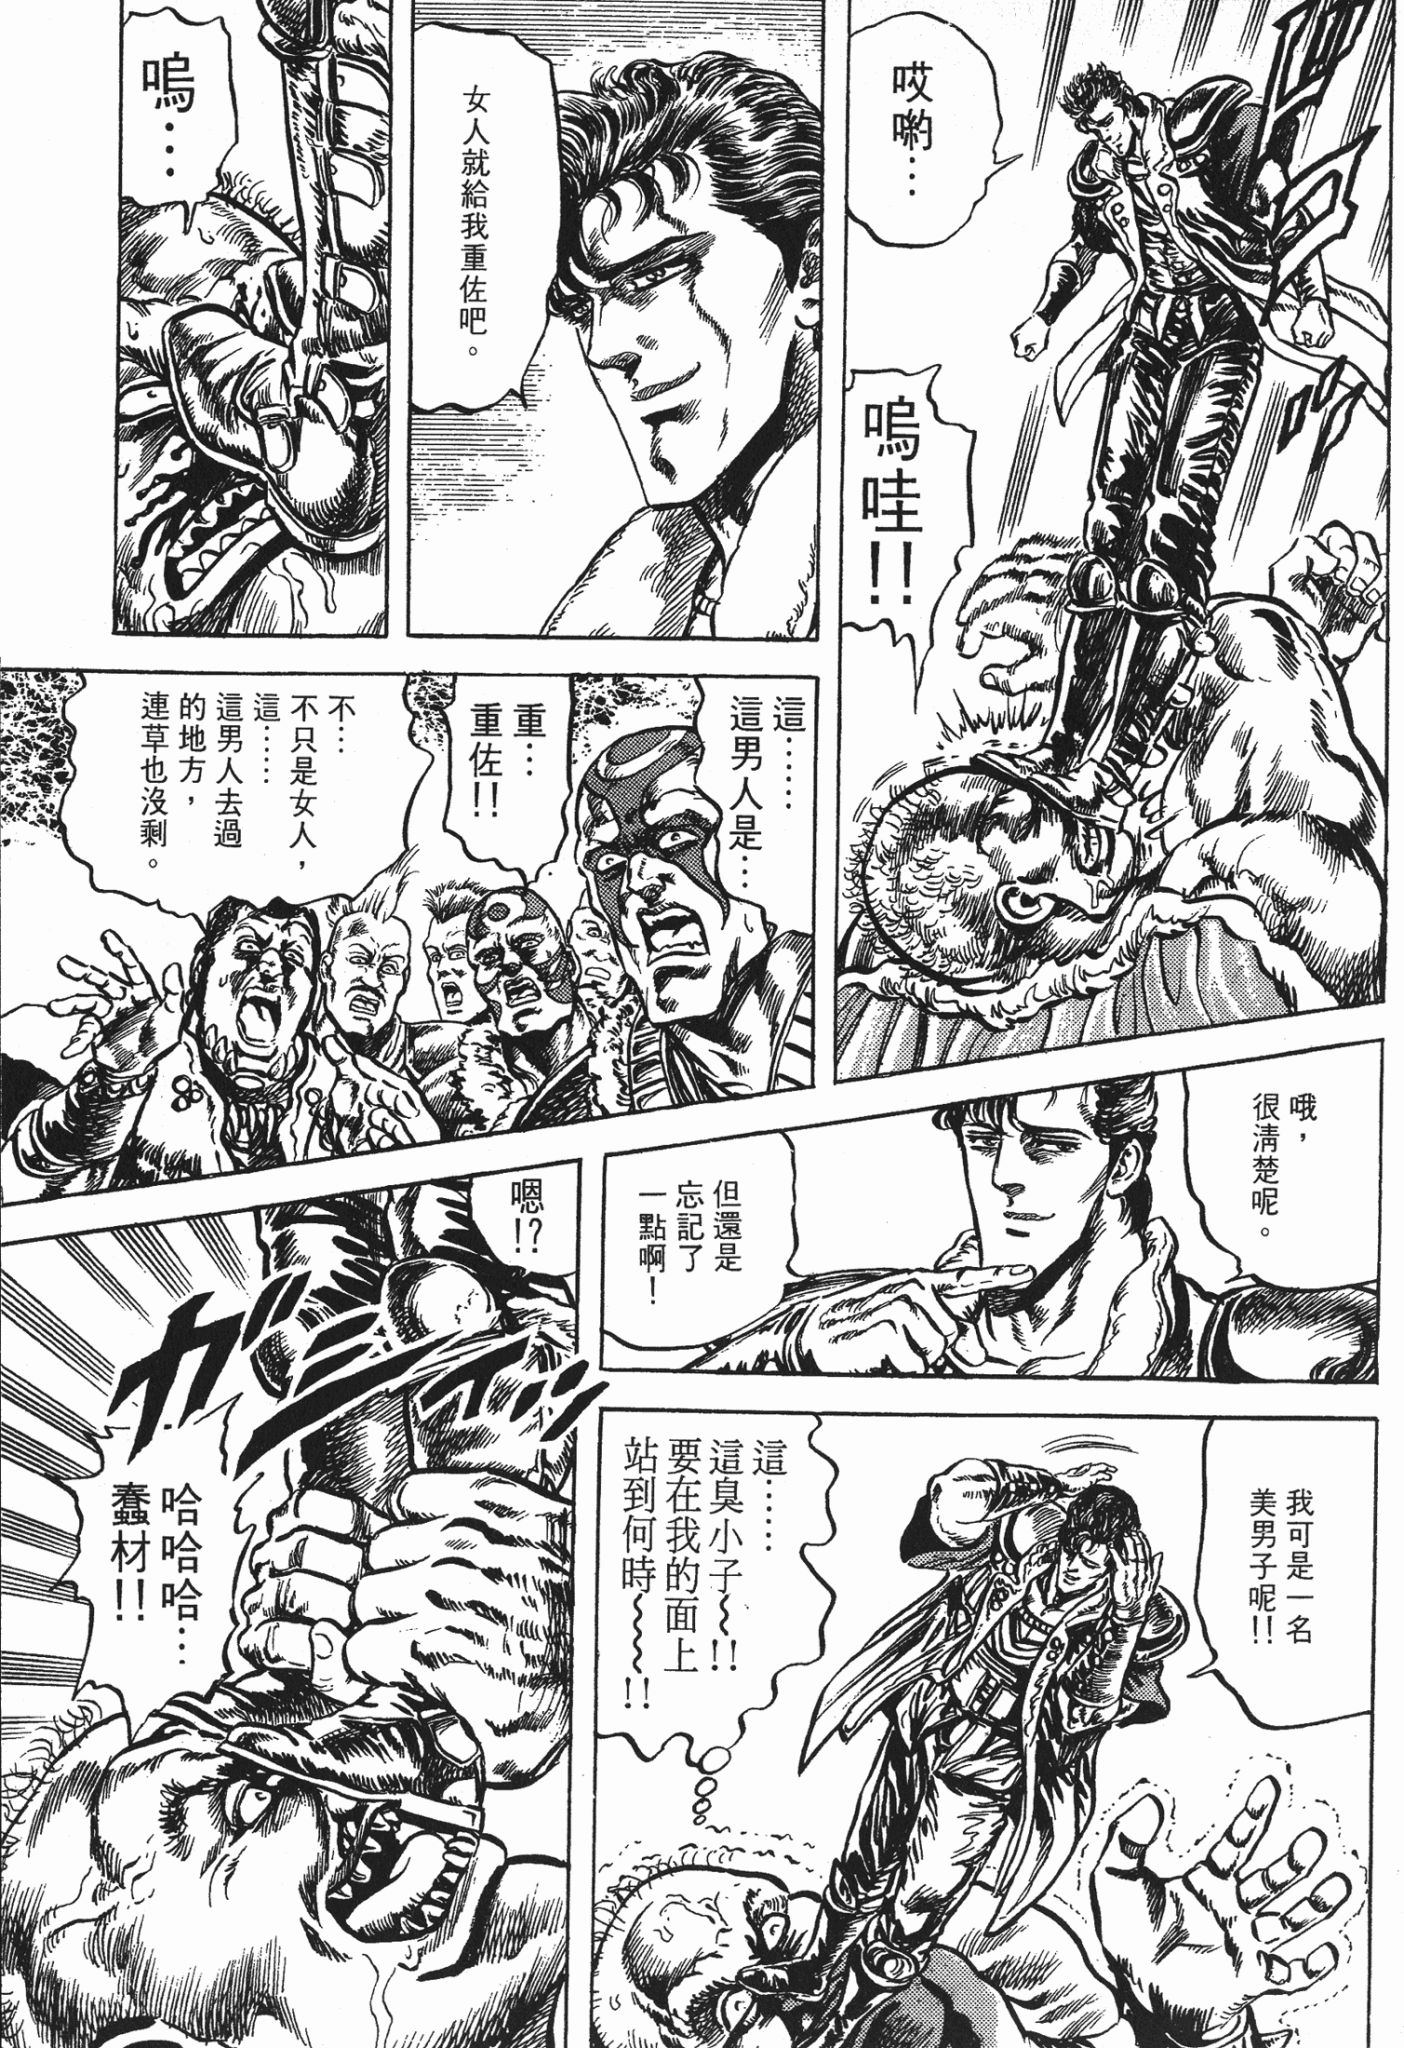 哎喲…
嗚哇!!
女人就給我重佐吧。
嗚…
這……
這男人是…
重…
重佐!!
不…
不只是女人，
這……
這男人去過
的地方，
連草也沒剩。
哦，
很清楚呢。
但還是
忘記了
一點啊！
我可是一名
美男子呢!!
這……
這臭小子~~!!
要在我的面上
站到何時~~~!!
嗯!?
ガシィッ
哈哈哈…
蠢材!!